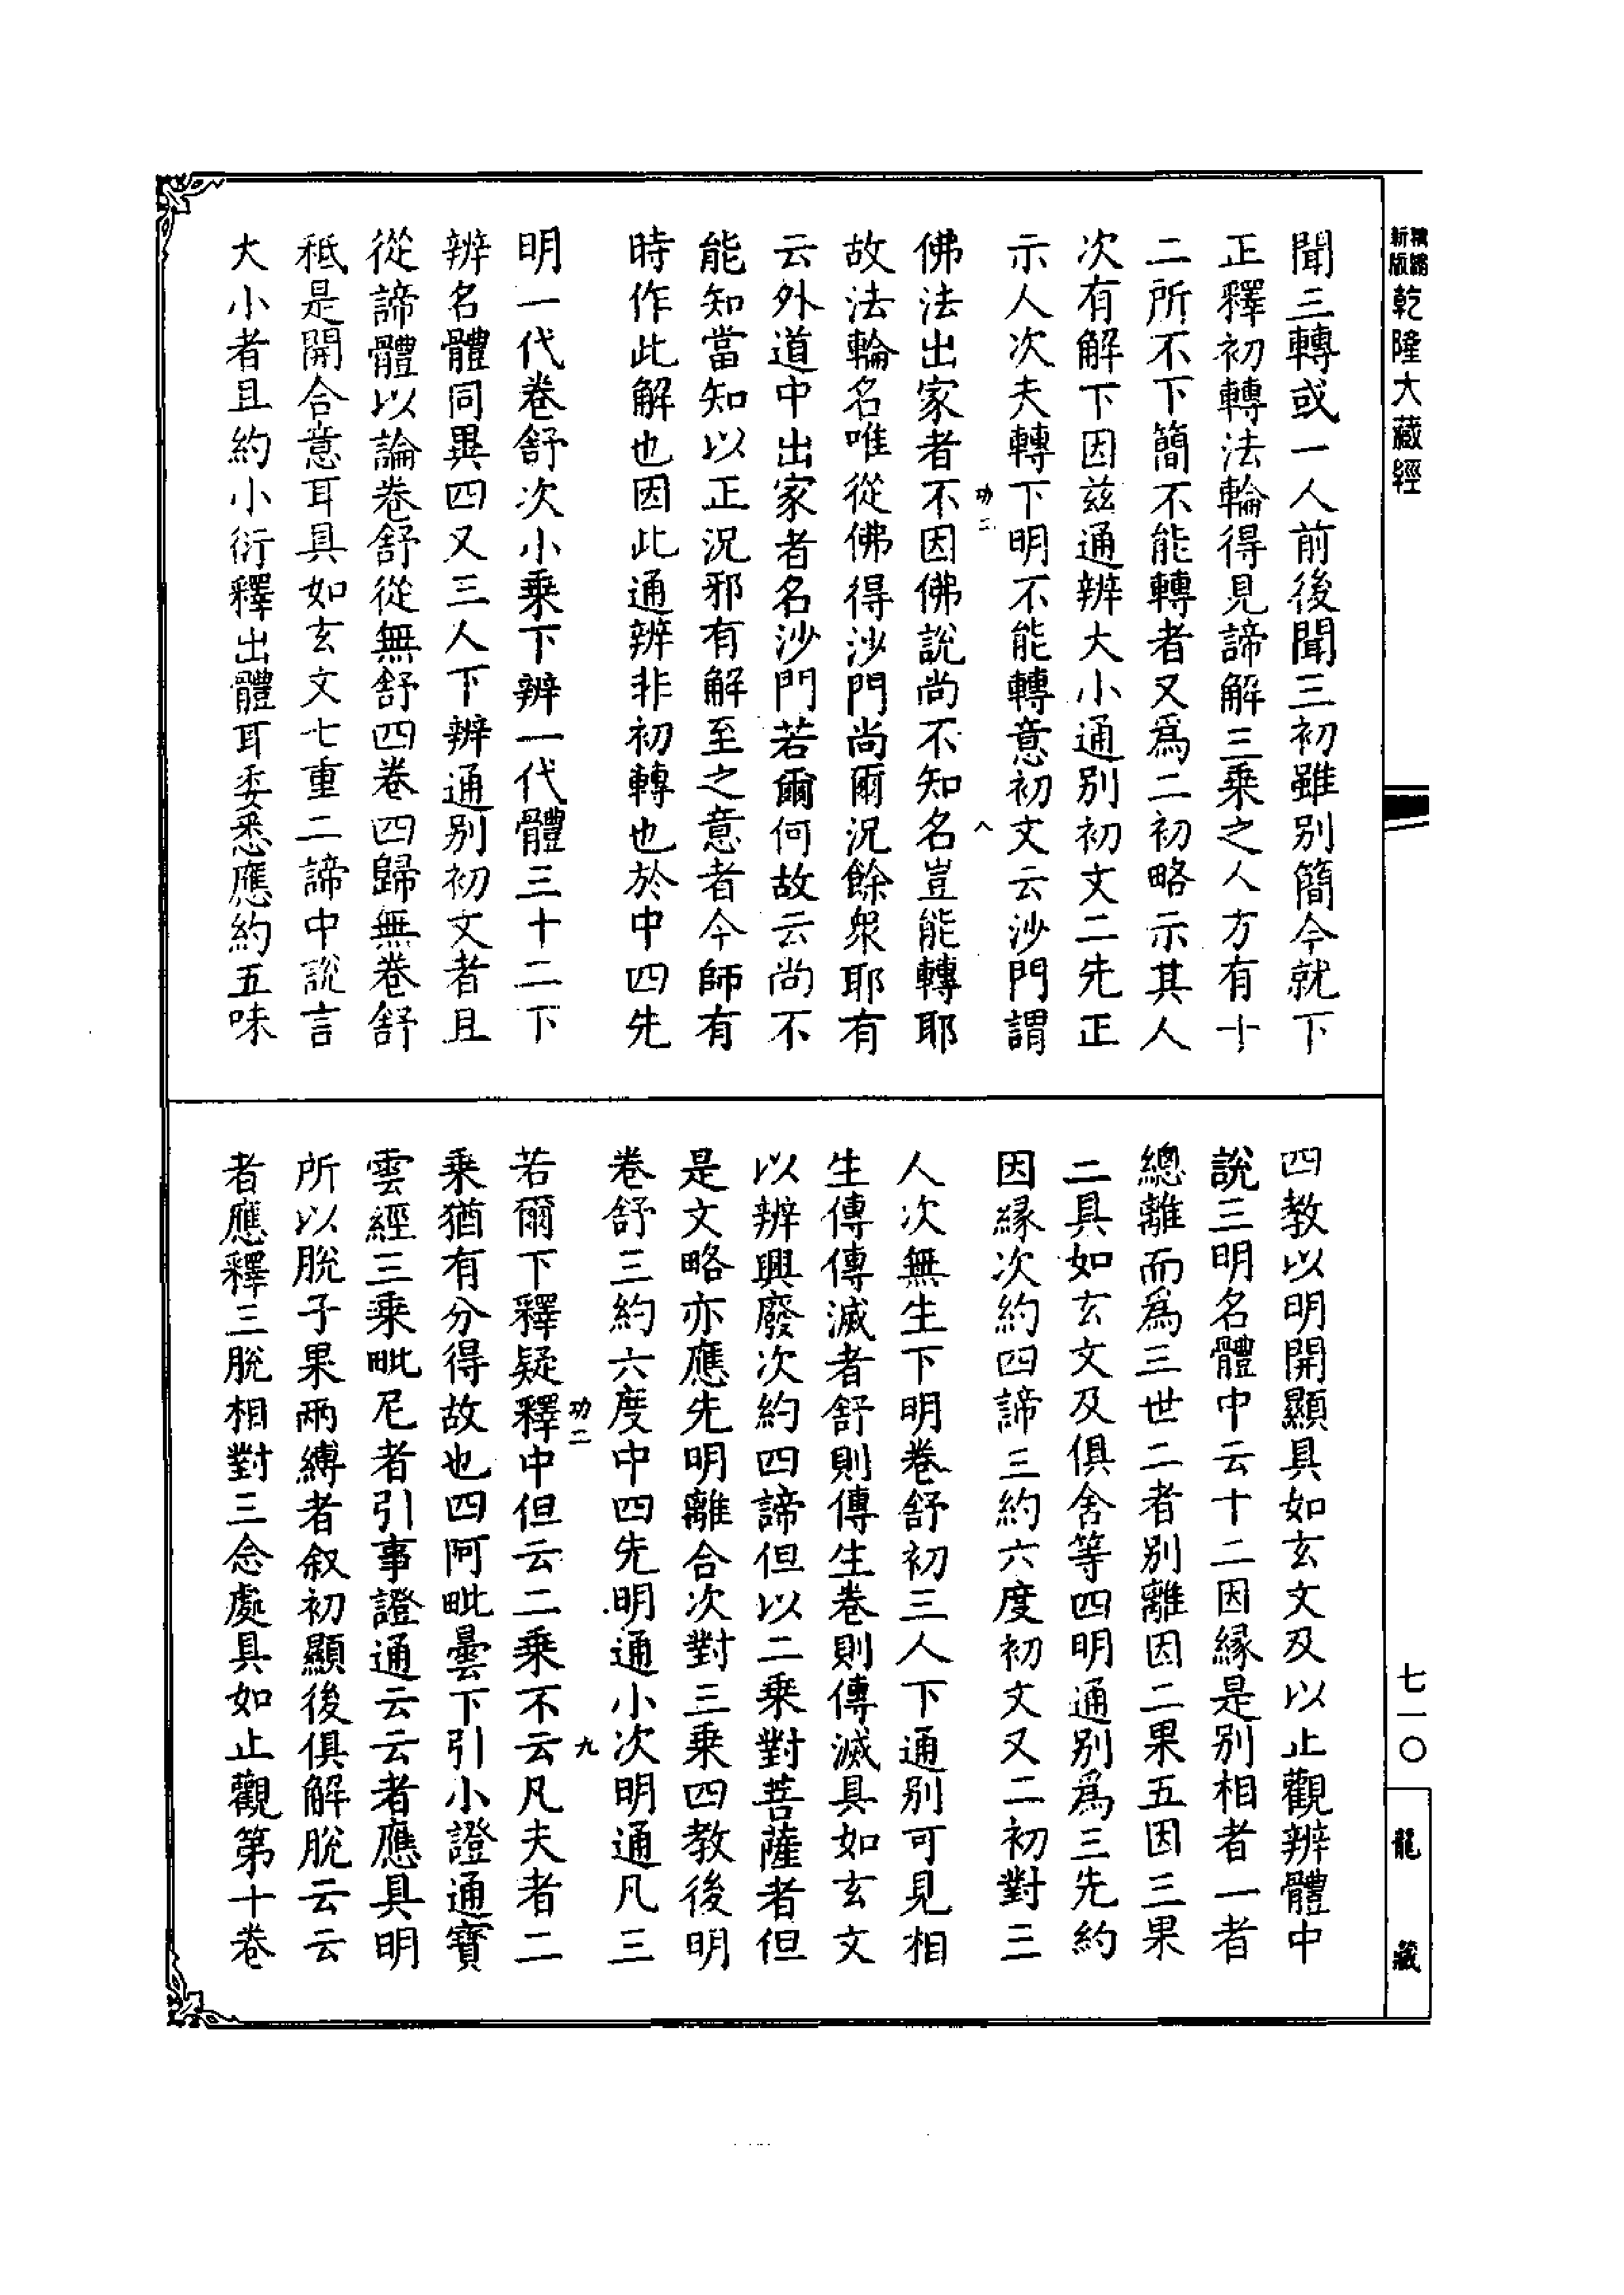 新版
精縮
乾隆大藏經
聞三轉或一人前後聞三初雖別簡今就下
正釋初轉法輪得見諦解三乗之人方有十
二所不下簡不能轉者又爲二初略示其人
次有解下因茲通辨大小通別初文二先正
示人次夫轉下明不能轉意初文云沙門謂
功二
八
佛法出家者不因佛說尚不知名豈能轉耶
故法輪名唯從佛得沙門尚爾況餘衆耶有
云外道中出家者名沙門若爾何故云尚不
能知當知以正況邪有解至之意者今師有
時作此解也因此通辨非初轉也於中四先
明一代卷舒次小乗下辨一代體三十二下
辨名體同異四又三人下辨通別初文者且
從諦體以論卷舒從無舒四卷四歸無卷舒
秖是開合意耳具如玄文七重二諦中說言
大小者且約小衍釋出體耳委悉應約五味
四教以明開顯具如玄文及以止觀辨體中
說三明名體中云十二因緣是別相者一者
總離而爲三世二者別離因二果五因三果
二具如玄文及俱舍等四明通別爲三先約
因緣次約四諦三約六度初文又二初對三
人次無生下明卷舒初三人下通別可見相
生傳傳滅者舒則傳生卷則傳滅具如玄文
以辨興廢次約四諦但以二乗對菩薩者但
是文略亦應先明離合次對三乗四教後明
卷舒三約六度中四先明通小次明通凡三
功二
九
若爾下釋疑釋中但云二乗不云凡夫者二
乗猶有分得故也四阿毗曇下引小證通寶
雲經三乗毗尼者引事證通云云者應具明
所以脫子果兩縛者叙初顯後俱解脫云云
者應釋三脫相對三念處具如止觀第十卷
七一〇
龍藏